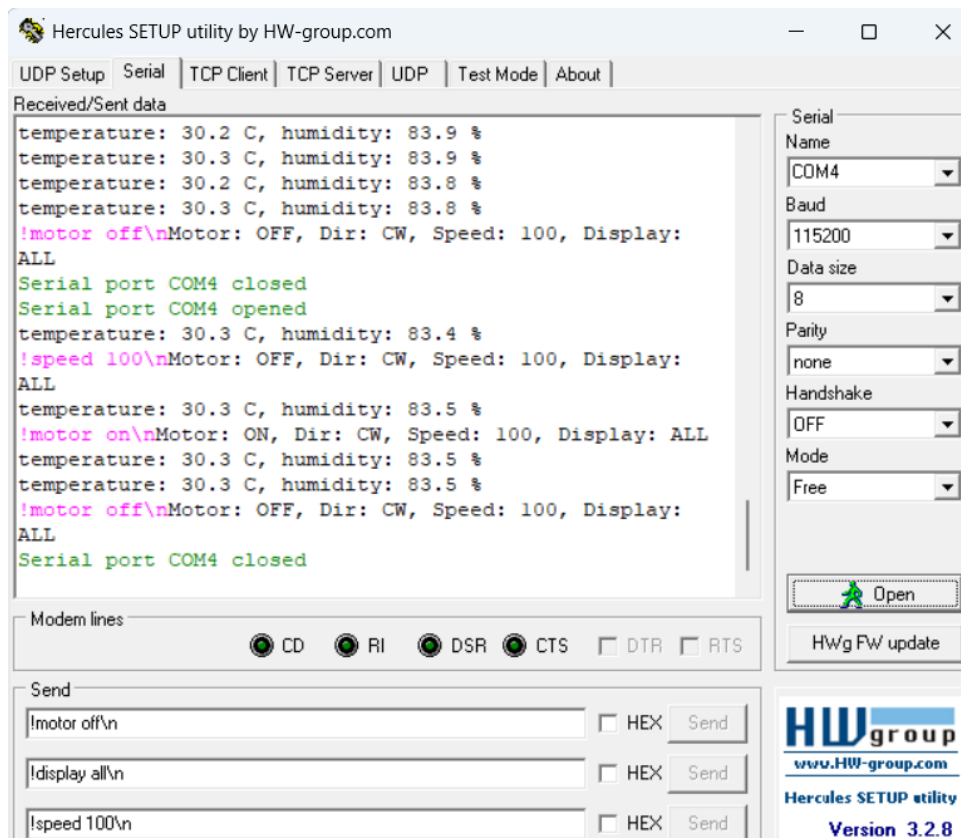 Hercules SETUP utility by HW-group.com
UDP Setup Serial TCP Client TCP Server UDP Test Mode About
Received/Sent data
temperature: 30.2 C, humidity: 83.9 %
temperature: 30.3 C, humidity: 83.9 %
temperature: 30.2 C, humidity: 83.8 %
temperature: 30.3 C, humidity: 83.8 %
!motor off\nMotor: OFF, Dir: CW, Speed: 100, Display:
ALL
Serial port COM4 closed
Serial port COM4 opened
temperature: 30.3 C, humidity: 83.4 %
!speed 100\nMotor: OFF, Dir: CW, Speed: 100, Display:
ALL
temperature: 30.3 C, humidity: 83.5 %
!motor on\nMotor: ON, Dir: CW, Speed: 100, Display: ALL
temperature: 30.3 C, humidity: 83.5 %
temperature: 30.3 C, humidity: 83.5 %
!motor off\nMotor: OFF, Dir: CW, Speed: 100, Display:
ALL
Serial port COM4 closed
Serial
Name
COM4
Baud
115200
Data size
8
Parity
none
Handshake
OFF
Mode
Free
Open
HWg FW update
Modem lines
CD RI DSR CTS DTR RTS
Send
!motor off\n HEX Send
!display all\n HEX Send
!speed 100\n HEX Send
HW group
www.HW-group.com
Hercules SETUP utility
Version 3.2.8